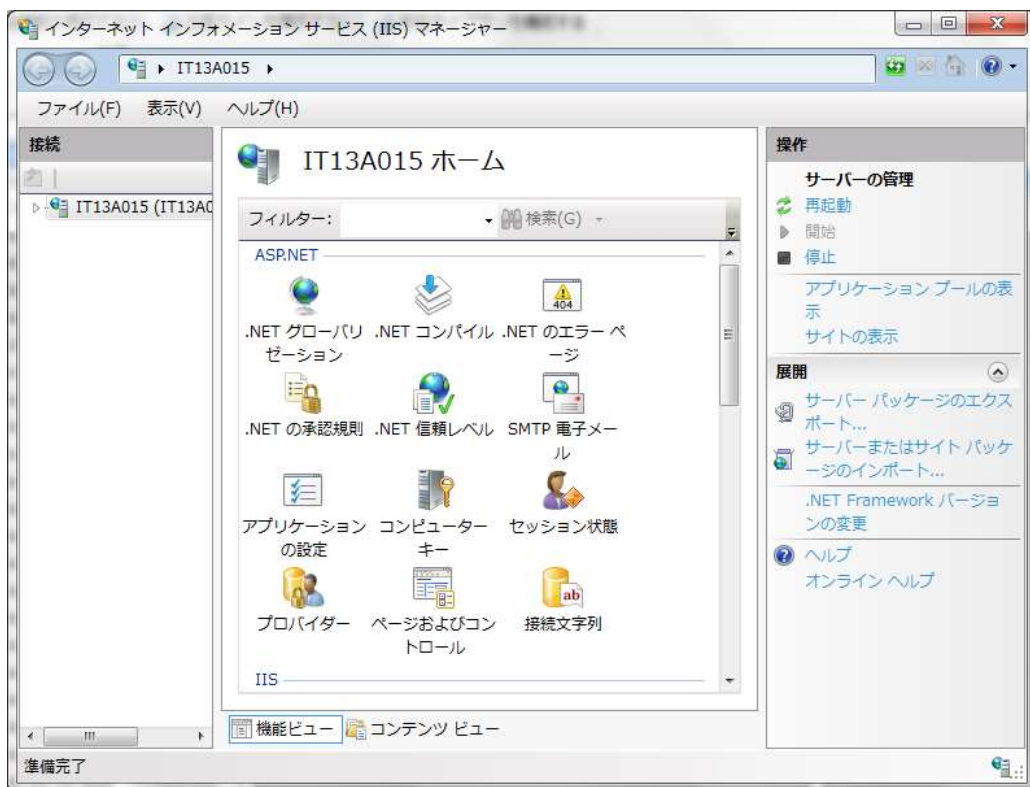 インターネット インフォメーション サービス (IIS) マネージャー
IT13A015
ファイル(F) 表示(V) ヘルプ(H)
接続
IT13A015 (IT13AC
IT13A015 ホーム
フィルター: 検索(G)
ASP.NET
404
.NET グローバリ
ゼーション
.NET コンパイル
.NET のエラー ペ
ージ
.NET の承認規則
.NET 信頼レベル
SMTP 電子メー
ル
アプリケーション
の設定
コンピューター
キー
セッション状態
プロバイダー
ページおよびコン
トロール
ab
接続文字列
IIS
機能ビュー コンテンツ ビュー
操作
サーバーの管理
再起動
開始
停止
アプリケーション プールの表
示
サイトの表示
展開
サーバー パッケージのエクス
ポート...
サーバーまたはサイト パッケ
ージのインポート...
.NET Framework バージョ
ンの変更
ヘルプ
オンライン ヘルプ
準備完了